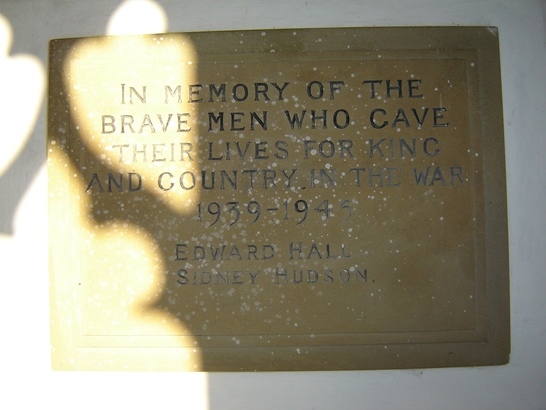 IN MEMORY OF THE
BRAVE MEN WHO GAVE
THEIR LIVES FOR KING
AND COUNTRY IN THE WAR
1939-1945
EDWARD HALL
SIDNEY HUDSON.